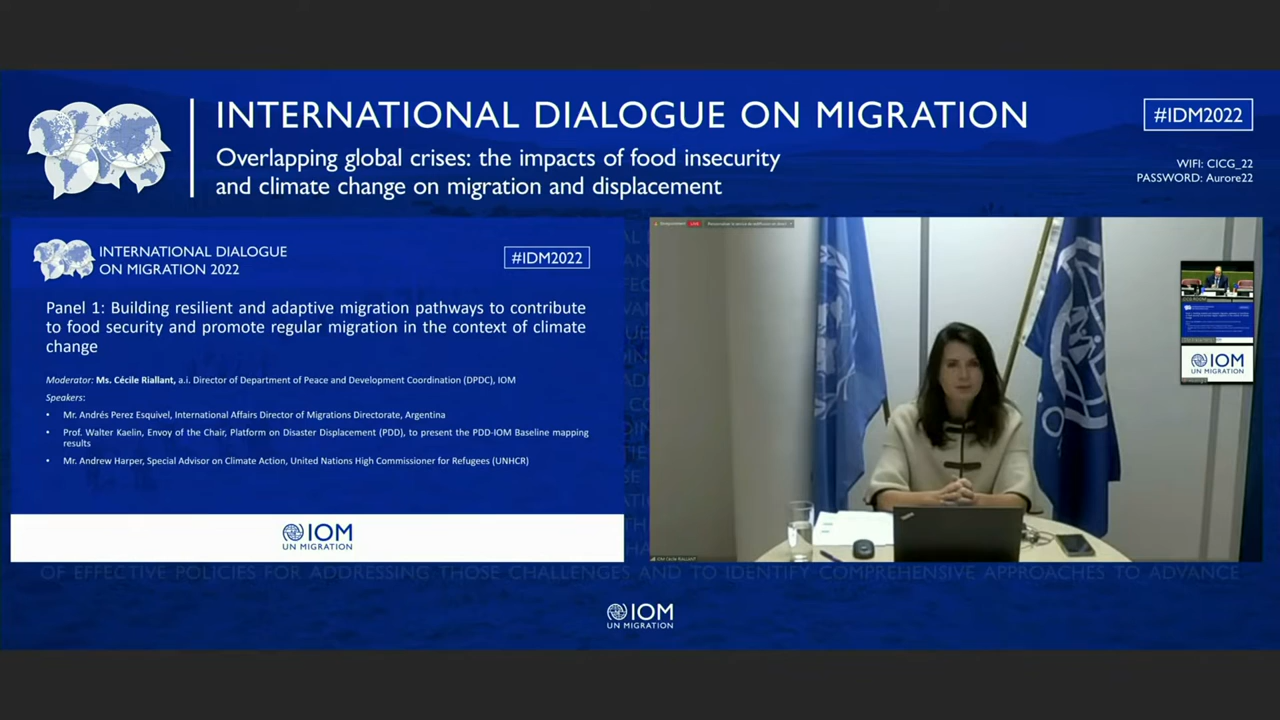 INTERNATIONAL DIALOGUE ON MIGRATION
Overlapping global crises: the impacts of food insecurity
and climate change on migration and displacement
#IDM2022
WIFI: CICG_22
PASSWORD: Aurore22
INTERNATIONAL DIALOGUE
ON MIGRATION 2022
#IDM2022
Panel 1: Building resilient and adaptive migration pathways to contribute
to food security and promote regular migration in the context of climate
change
Moderator: Ms. Cécile Riallant, a.i. Director of Department of Peace and Development Coordination (DPDC), IOM
Speakers:
• Mr. Andrés Perez Esquivel, International Affairs Director of Migrations Directorate, Argentina
• Prof. Walter Kaelin, Envoy of the Chair, Platform on Disaster Displacement (PDD), to present the PDD-IOM Baseline mapping
results
• Mr. Andrew Harper, Special Advisor on Climate Action, United Nations High Commissioner for Refugees (UNHCR)
IOM
UN MIGRATION
LIVE
IOM
UN MIGRATION
OF EFFECTIVE POLICIES FOR ADDRESSING THOSE CHALLENGES AND TO IDENTIFY COMPREHENSIVE APPROACHES TO ADVANCE
IOM
UN MIGRATION